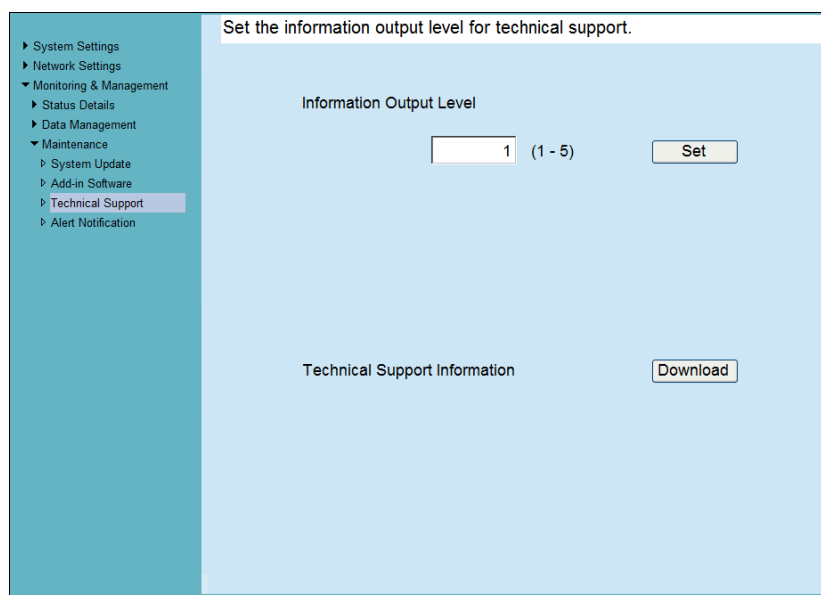 Set the information output level for technical support.
System Settings
Network Settings
Monitoring & Management
Status Details
Data Management
Maintenance
System Update
Add-in Software
Technical Support
Alert Notification
Information Output Level
1 (1 - 5) Set
Technical Support Information Download